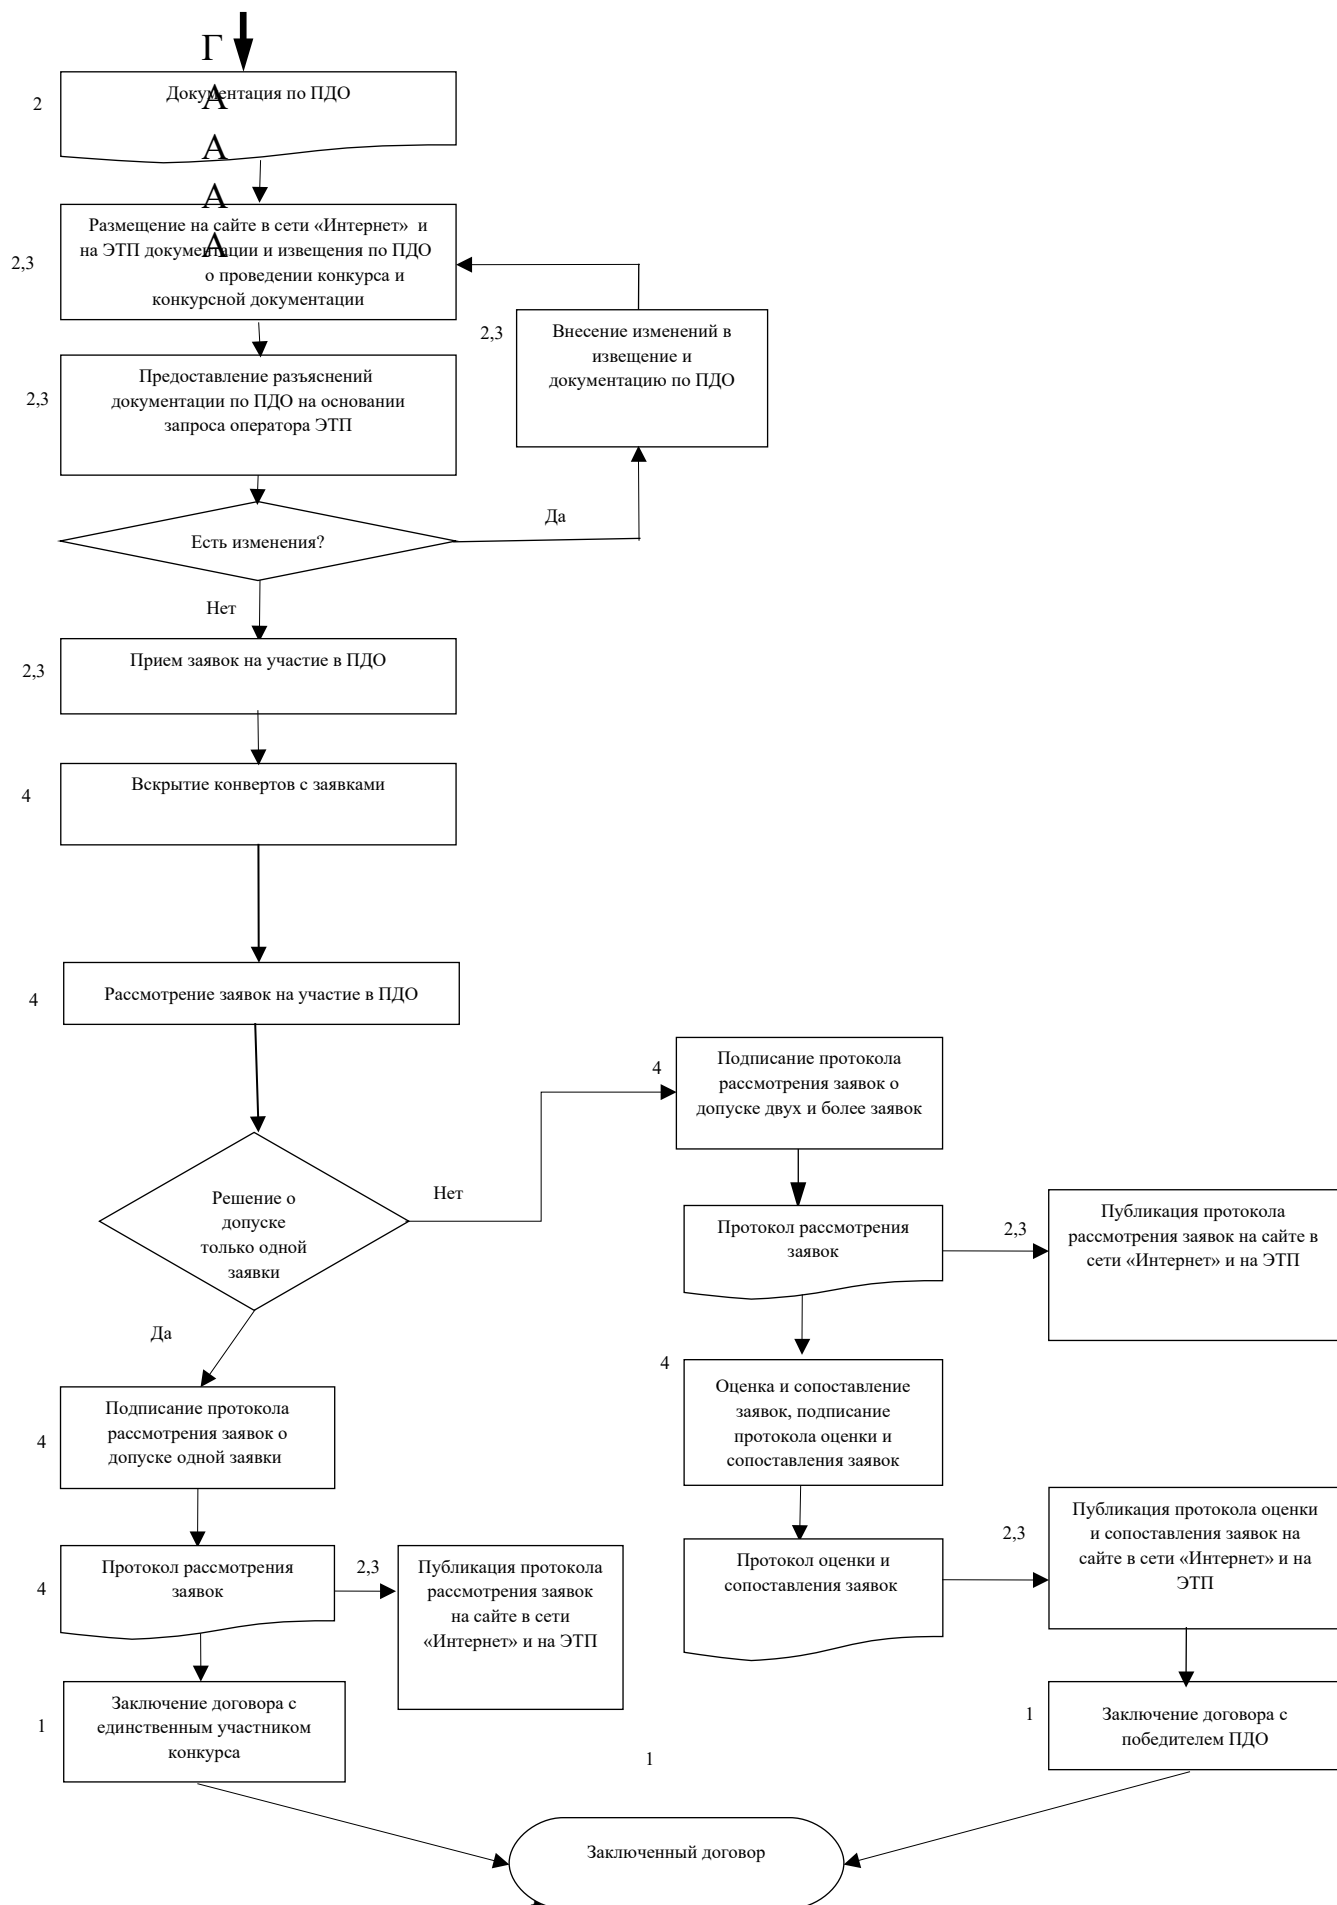 Г
А
А
А
А
2
Документация по ПДО
2,3
Размещение на сайте в сети «Интернет» и
на ЭТП документации и извещения по ПДО
о проведении конкурса и
конкурсной документации
2,3
Внесение изменений в
извещение и
документацию по ПДО
2,3
Предоставление разъяснений
документации по ПДО на основании
запроса оператора ЭТП
Есть изменения?
Да
Нет
2,3
Прием заявок на участие в ПДО
4
Вскрытие конвертов с заявками
4
Рассмотрение заявок на участие в ПДО
Решение о
допуске
только одной
заявки
Нет
Да
4
Подписание протокола
рассмотрения заявок о
допуске двух и более заявок
Протокол рассмотрения
заявок
2,3
Публикация протокола
рассмотрения заявок на сайте в
сети «Интернет» и на ЭТП
4
Оценка и сопоставление
заявок, подписание
протокола оценки и
сопоставления заявок
Протокол оценки и
сопоставления заявок
2,3
Публикация протокола оценки
и сопоставления заявок на
сайте в сети «Интернет» и на
ЭТП
4
Подписание протокола
рассмотрения заявок о
допуске одной заявки
4
Протокол рассмотрения
заявок
2,3
Публикация протокола
рассмотрения заявок
на сайте в сети
«Интернет» и на ЭТП
1
Заключение договора с
единственным участником
конкурса
1
Заключение договора с
победителем ПДО
1
Заключенный договор